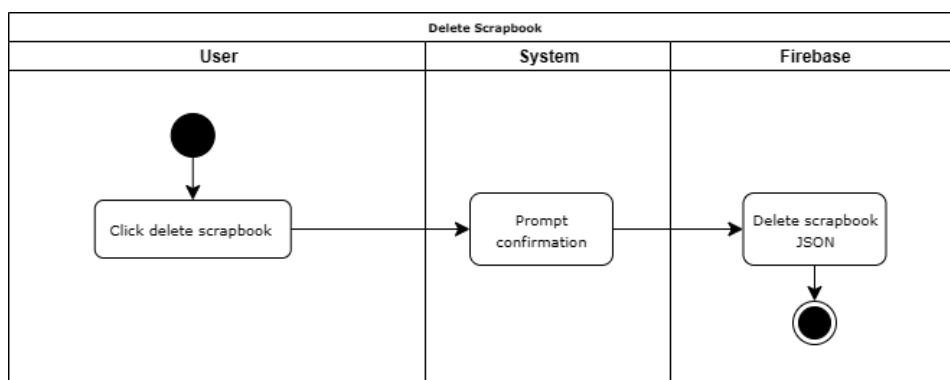 Delete Scrapbook
User
System
Firebase
Click delete scrapbook
Prompt
confirmation
Delete scrapbook
JSON